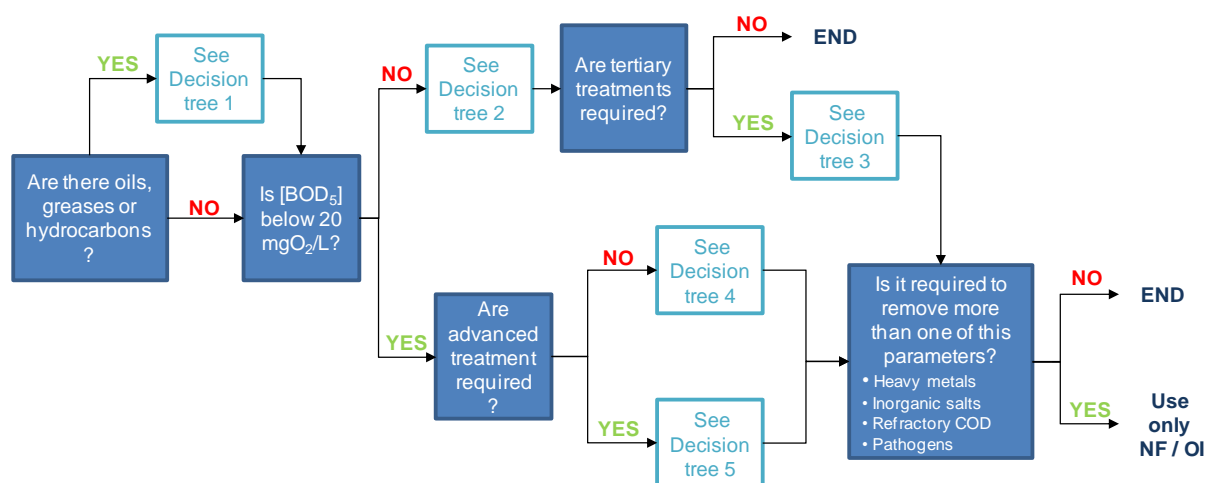 YES
See
Decision
tree 1
Are there oils,
greases or
hydrocarbons
?
NO
Is [BOD₅]
below 20
mgO₂/L?
NO
See
Decision
tree 2
Are tertiary
treatments
required?
NO
END
YES
See
Decision
tree 3
YES
Are
advanced
treatment
required
?
NO
See
Decision
tree 4
YES
See
Decision
tree 5
Is it required to
remove more
than one of this
parameters?
• Heavy metals
• Inorganic salts
• Refractory COD
• Pathogens
NO
END
YES
Use
only
NF / OI